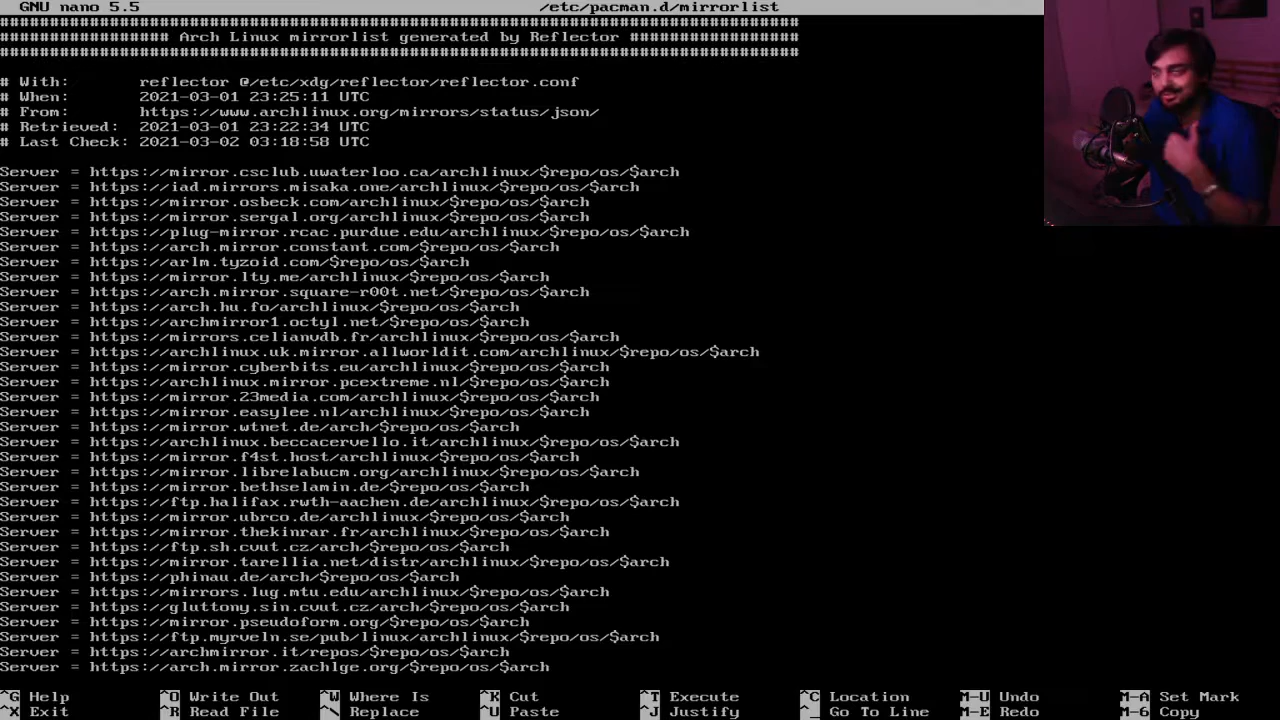 GNU nano 5.5 /etc/pacman.d/mirrorlist
################################################################################
################# Arch Linux mirrorlist generated by Reflector #################
################################################################################
# With: reflector @/etc/xdg/reflector/reflector.conf
# When: 2021-03-01 23:25:11 UTC
# From: https://www.archlinux.org/mirrors/status/json/
# Retrieved: 2021-03-01 23:22:34 UTC
# Last Check: 2021-03-02 03:18:58 UTC
Server = https://mirror.csclub.uwaterloo.ca/archlinux/$repo/os/$arch
Server = https://iad.mirrors.misaka.one/archlinux/$repo/os/$arch
Server = https://mirror.osbeck.com/archlinux/$repo/os/$arch
Server = https://mirror.sergal.org/archlinux/$repo/os/$arch
Server = https://plug-mirror.rcac.purdue.edu/archlinux/$repo/os/$arch
Server = https://arch.mirror.constant.com/$repo/os/$arch
Server = https://arlm.tyzoid.com/$repo/os/$arch
Server = https://mirror.lty.me/archlinux/$repo/os/$arch
Server = https://arch.mirror.square-r00t.net/$repo/os/$arch
Server = https://arch.hu.fo/archlinux/$repo/os/$arch
Server = https://archmirror1.octyl.net/$repo/os/$arch
Server = https://mirrors.celianvdb.fr/archlinux/$repo/os/$arch
Server = https://archlinux.uk.mirror.allworldit.com/archlinux/$repo/os/$arch
Server = https://mirror.cyberbits.eu/archlinux/$repo/os/$arch
Server = https://archlinux.mirror.pcextreme.nl/$repo/os/$arch
Server = https://mirror.23media.com/archlinux/$repo/os/$arch
Server = https://mirror.easylee.nl/archlinux/$repo/os/$arch
Server = https://mirror.wtnet.de/arch/$repo/os/$arch
Server = https://archlinux.beccacervello.it/archlinux/$repo/os/$arch
Server = https://mirror.f4st.host/archlinux/$repo/os/$arch
Server = https://mirror.librelabucm.org/archlinux/$repo/os/$arch
Server = https://mirror.bethselamin.de/$repo/os/$arch
Server = https://ftp.halifax.rwth-aachen.de/archlinux/$repo/os/$arch
Server = https://mirror.ubrco.de/archlinux/$repo/os/$arch
Server = https://mirror.thekinrar.fr/archlinux/$repo/os/$arch
Server = https://ftp.sh.cvut.cz/arch/$repo/os/$arch
Server = https://mirror.tarellia.net/distr/archlinux/$repo/os/$arch
Server = https://phinau.de/arch/$repo/os/$arch
Server = https://mirrors.lug.mtu.edu/archlinux/$repo/os/$arch
Server = https://gluttony.sin.cvut.cz/arch/$repo/os/$arch
Server = https://mirror.pseudoform.org/$repo/os/$arch
Server = https://ftp.myrveln.se/pub/linux/archlinux/$repo/os/$arch
Server = https://archmirror.it/repos/$repo/os/$arch
Server = https://arch.mirror.zachlge.org/$repo/os/$arch
^G Help ^O Write Out ^W Where Is ^K Cut ^T Execute ^C Location M-U Undo M-A Set Mark
^X Exit ^R Read File ^\ Replace ^U Paste ^J Justify ^_ Go To Line M-E Redo M-6 Copy